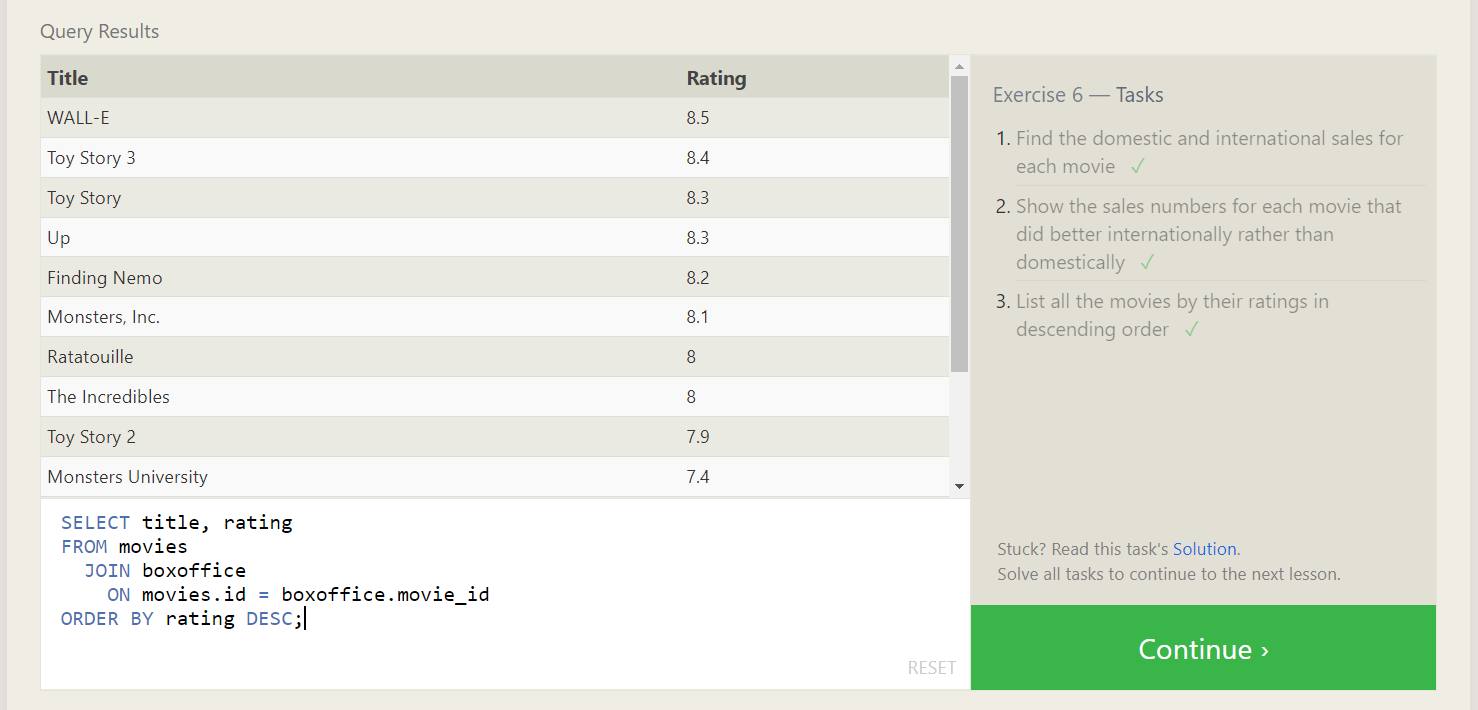 Query Results
Title Rating
WALL-E 8.5
Toy Story 3 8.4
Toy Story 8.3
Up 8.3
Finding Nemo 8.2
Monsters, Inc. 8.1
Ratatouille 8
The Incredibles 8
Toy Story 2 7.9
Monsters University 7.4
SELECT title, rating
FROM movies
  JOIN boxoffice
    ON movies.id = boxoffice.movie_id
ORDER BY rating DESC;
RESET
Exercise 6 — Tasks
1. Find the domestic and international sales for
each movie ✓
2. Show the sales numbers for each movie that
did better internationally rather than
domestically ✓
3. List all the movies by their ratings in
descending order ✓
Stuck? Read this task's Solution.
Solve all tasks to continue to the next lesson.
Continue ›